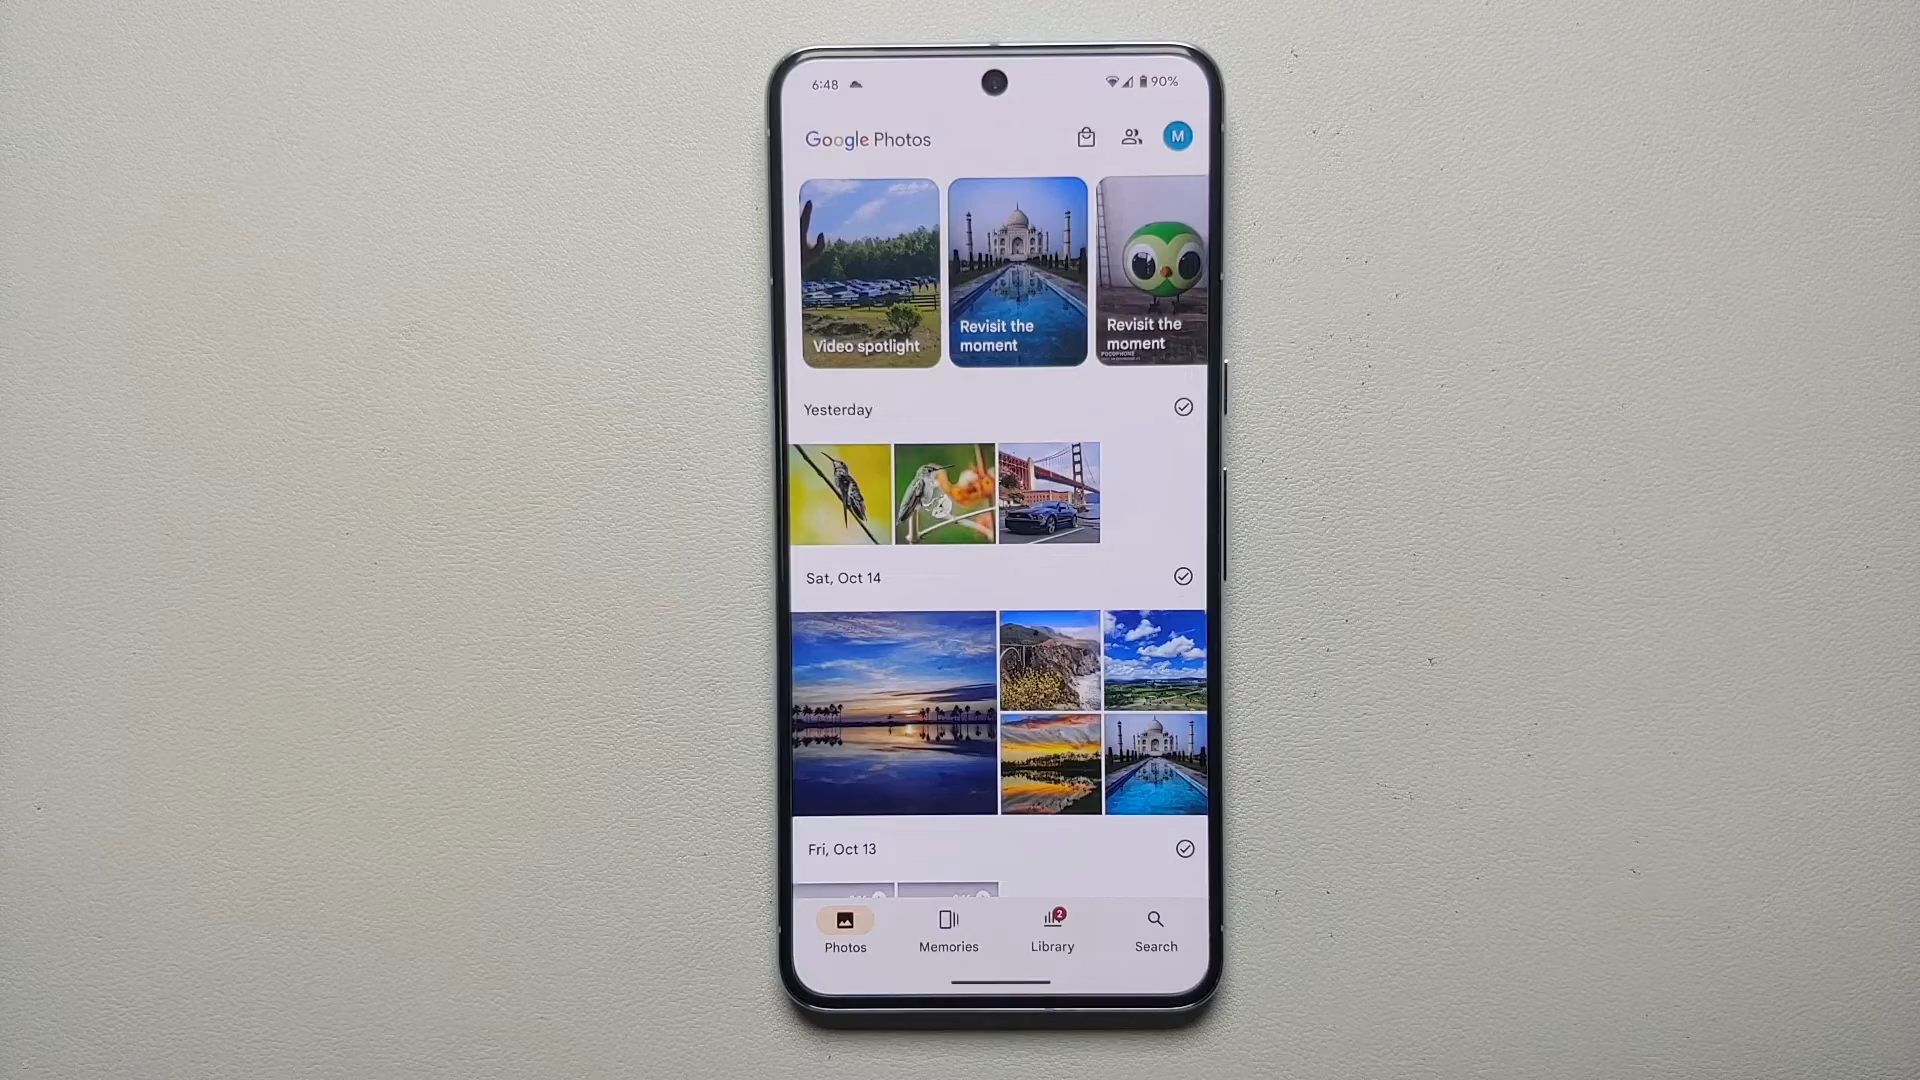 6:48 90%
Google Photos
M
Video spotlight
Revisit the
moment
Revisit the
moment
POCOPHONE
Yesterday
Sat, Oct 14
Fri, Oct 13
2
Photos Memories Library Search